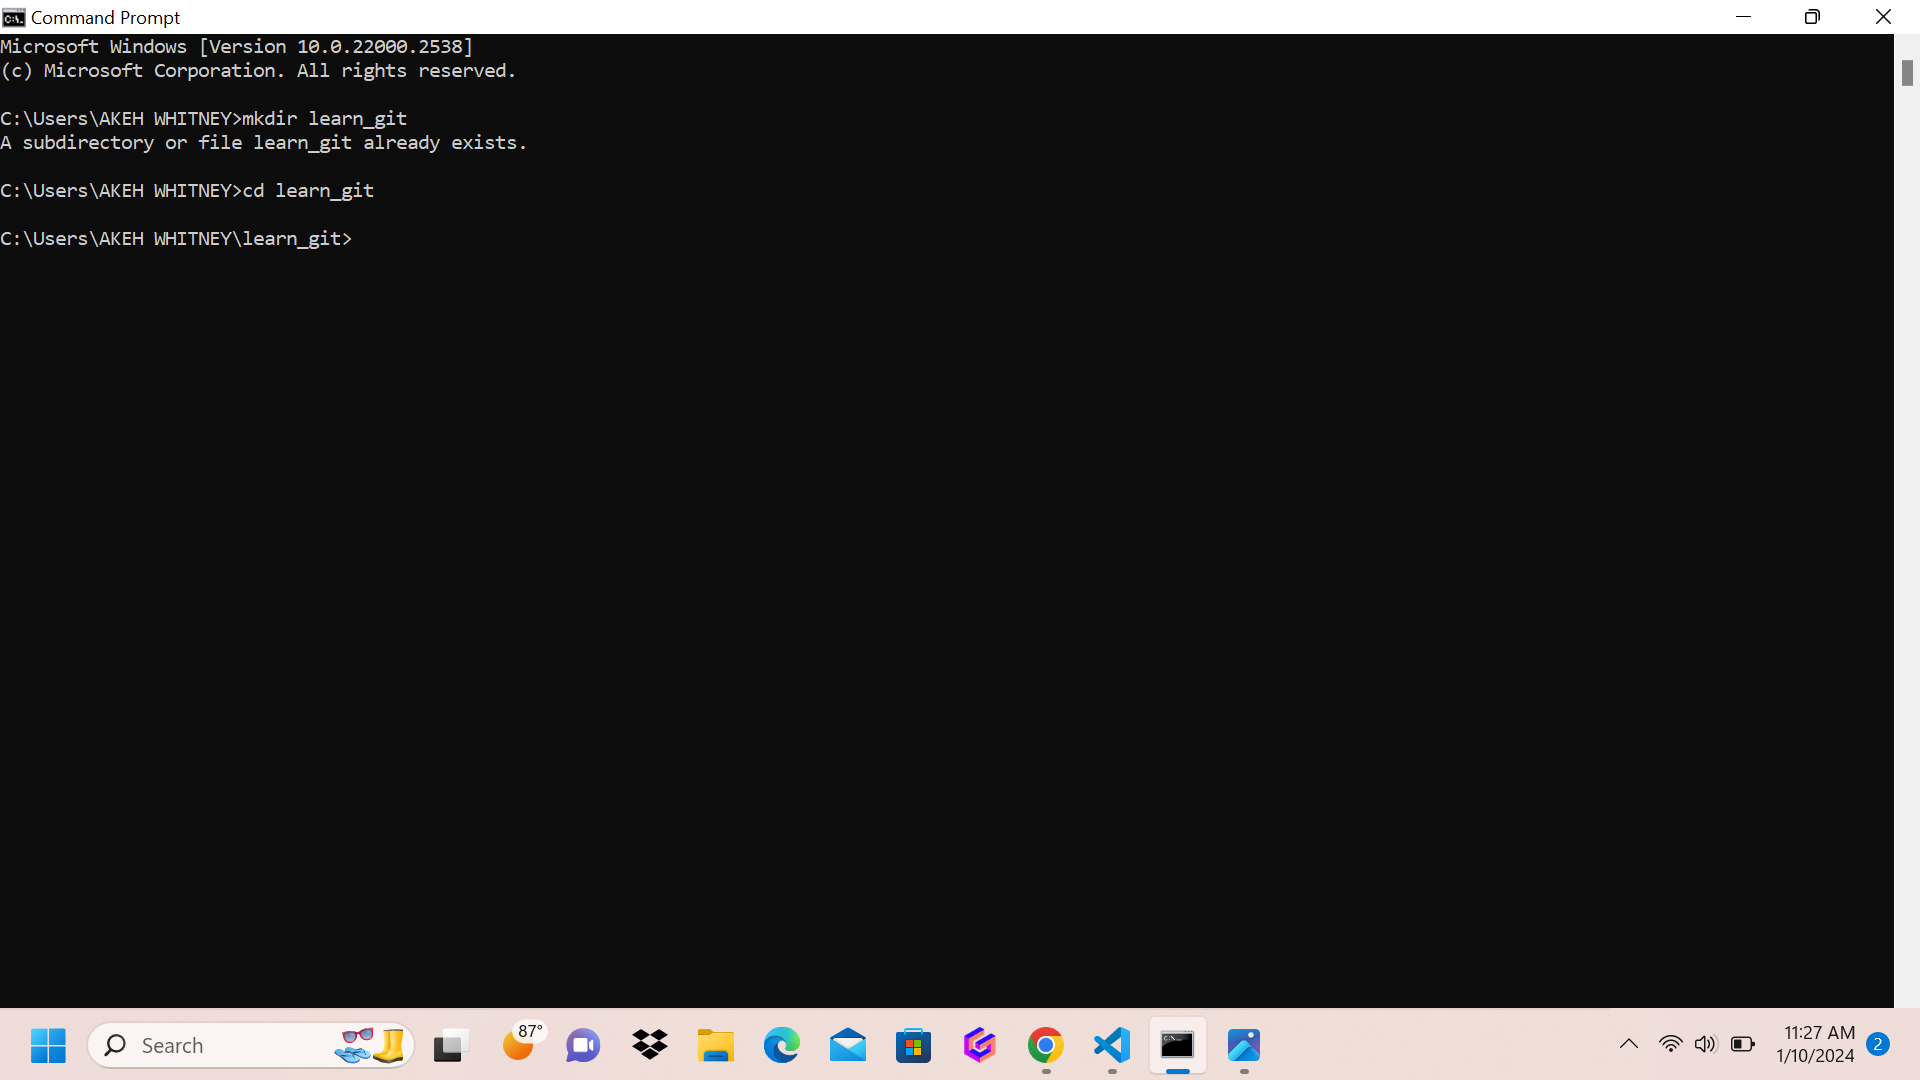 Command Prompt
Microsoft Windows [Version 10.0.22000.2538]
(c) Microsoft Corporation. All rights reserved.
C:\Users\AKEH WHITNEY>mkdir learn_git
A subdirectory or file learn_git already exists.
C:\Users\AKEH WHITNEY>cd learn_git
C:\Users\AKEH WHITNEY\learn_git>
Search
87°
11:27 AM
1/10/2024
2